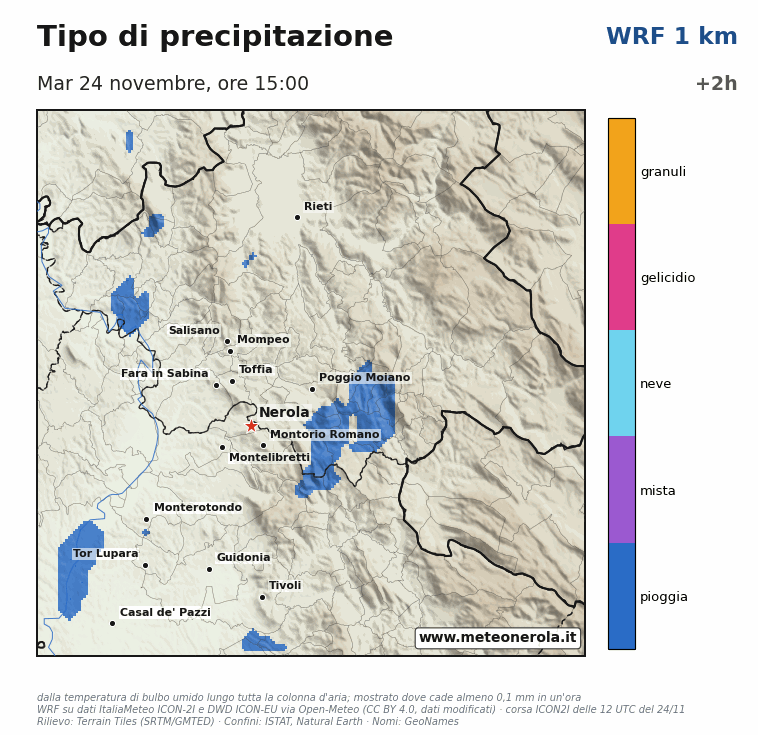 Tipo di precipitazione
WRF 1 km
Mar 24 novembre, ore 15:00
+2h
Rieti
Salisano
Mompeo
Fara in Sabina
Toffia
Poggio Moiano
Nerola
Montorio Romano
Montelibretti
Monterotondo
Tor Lupara
Guidonia
Tivoli
Casal de' Pazzi
www.meteonerola.it
granuli
gelicidio
neve
mista
pioggia
dalla temperatura di bulbo umido lungo tutta la colonna d'aria; mostrato dove cade almeno 0,1 mm in un'ora
WRF su dati ItaliaMeteo ICON-2I e DWD ICON-EU via Open-Meteo (CC BY 4.0, dati modificati) · corsa ICON2I delle 12 UTC del 24/11
Rilievo: Terrain Tiles (SRTM/GMTED) · Confini: ISTAT, Natural Earth · Nomi: GeoNames